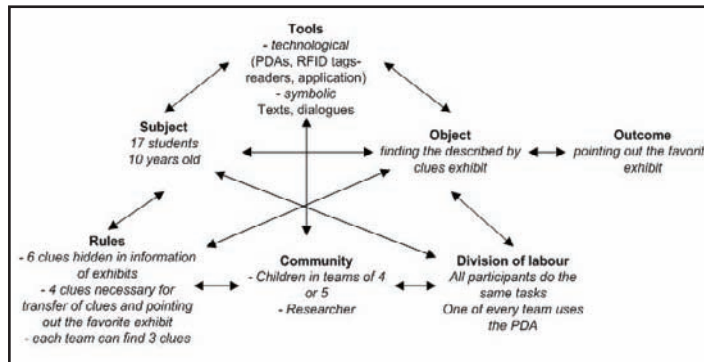 Tools
- technological
(PDAs, RFID tags-
readers, application)
- symbolic
Texts, dialogues
Subject
17 students
10 years old
Object
finding the described by
clues exhibit
Outcome
pointing out the favorite
exhibit
Rules
- 6 clues hidden in information
of exhibits
- 4 clues necessary for
transfer of clues and pointing
out the favorite exhibit
- each team can find 3 clues
Community
- Children in teams of 4
or 5
- Researcher
Division of labour
All participants do the
same tasks
One of every team uses
the PDA